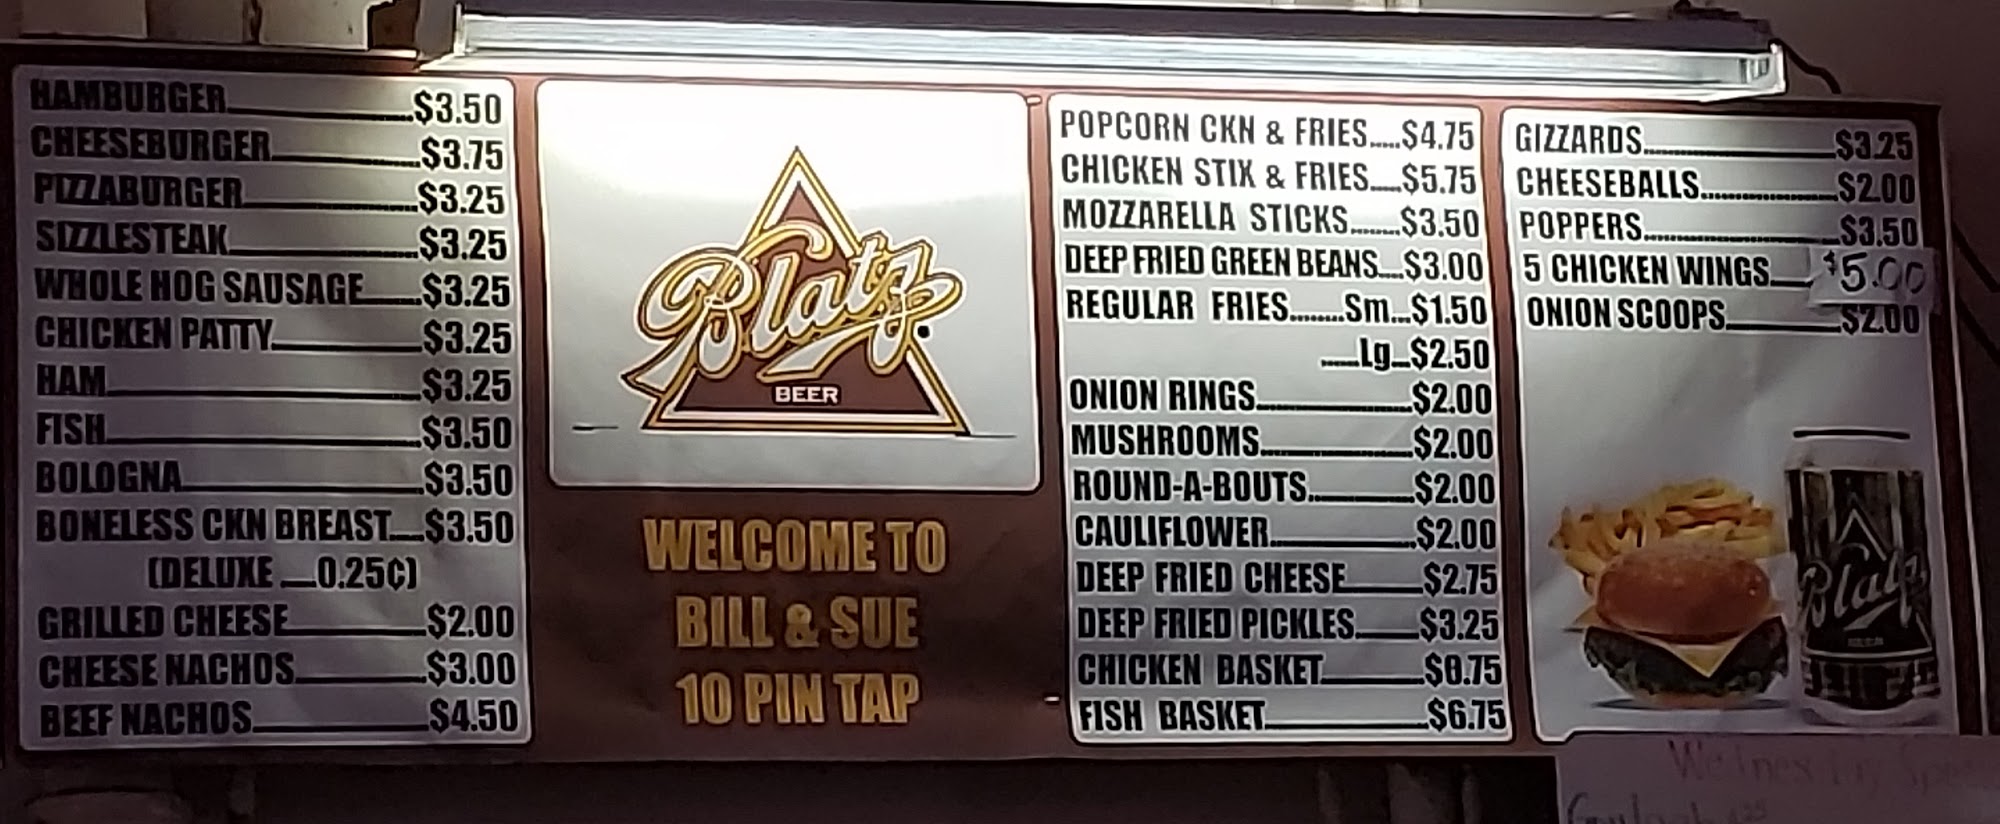 HAMBURGER $3.50
CHEESEBURGER $3.75
PIZZABURGER $3.25
SIZZLESTEAK $3.25
WHOLE HOG SAUSAGE $3.25
CHICKEN PATTY $3.25
HAM $3.25
FISH $3.50
BOLOGNA $3.50
BONELESS CKN BREAST $3.50
(DELUXE 0.25¢)
GRILLED CHEESE $2.00
CHEESE NACHOS $3.00
BEEF NACHOS $4.50
Blatz
BEER
WELCOME TO
BILL & SUE
10 PIN TAP
POPCORN CKN & FRIES $4.75
CHICKEN STIX & FRIES $5.75
MOZZARELLA STICKS $3.50
DEEP FRIED GREEN BEANS $3.00
REGULAR FRIES Sm $1.50
Lg $2.50
ONION RINGS $2.00
MUSHROOMS $2.00
ROUND-A-BOUTS $2.00
CAULIFLOWER $2.00
DEEP FRIED CHEESE $2.75
DEEP FRIED PICKLES $3.25
CHICKEN BASKET
FISH BASKET $6.75
GIZZARDS $3.25
CHEESEBALLS $2.00
POPPERS $3.50
5 CHICKEN WINGS $5.00
ONION SCOOPS $2.00
Blatz
BEER
Wednesday